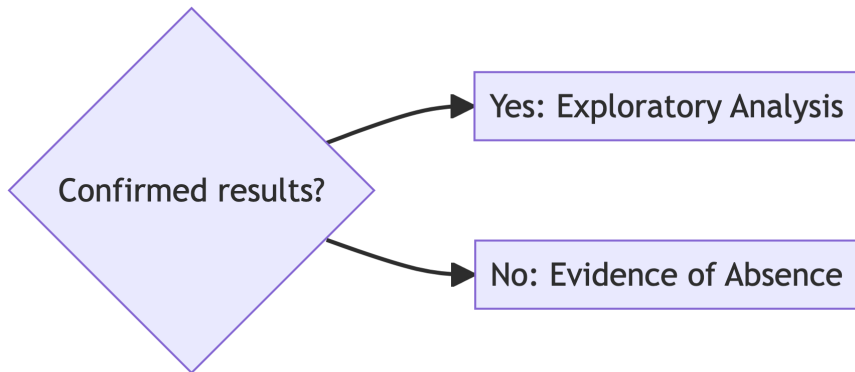 Confirmed results?
Yes: Exploratory Analysis
No: Evidence of Absence